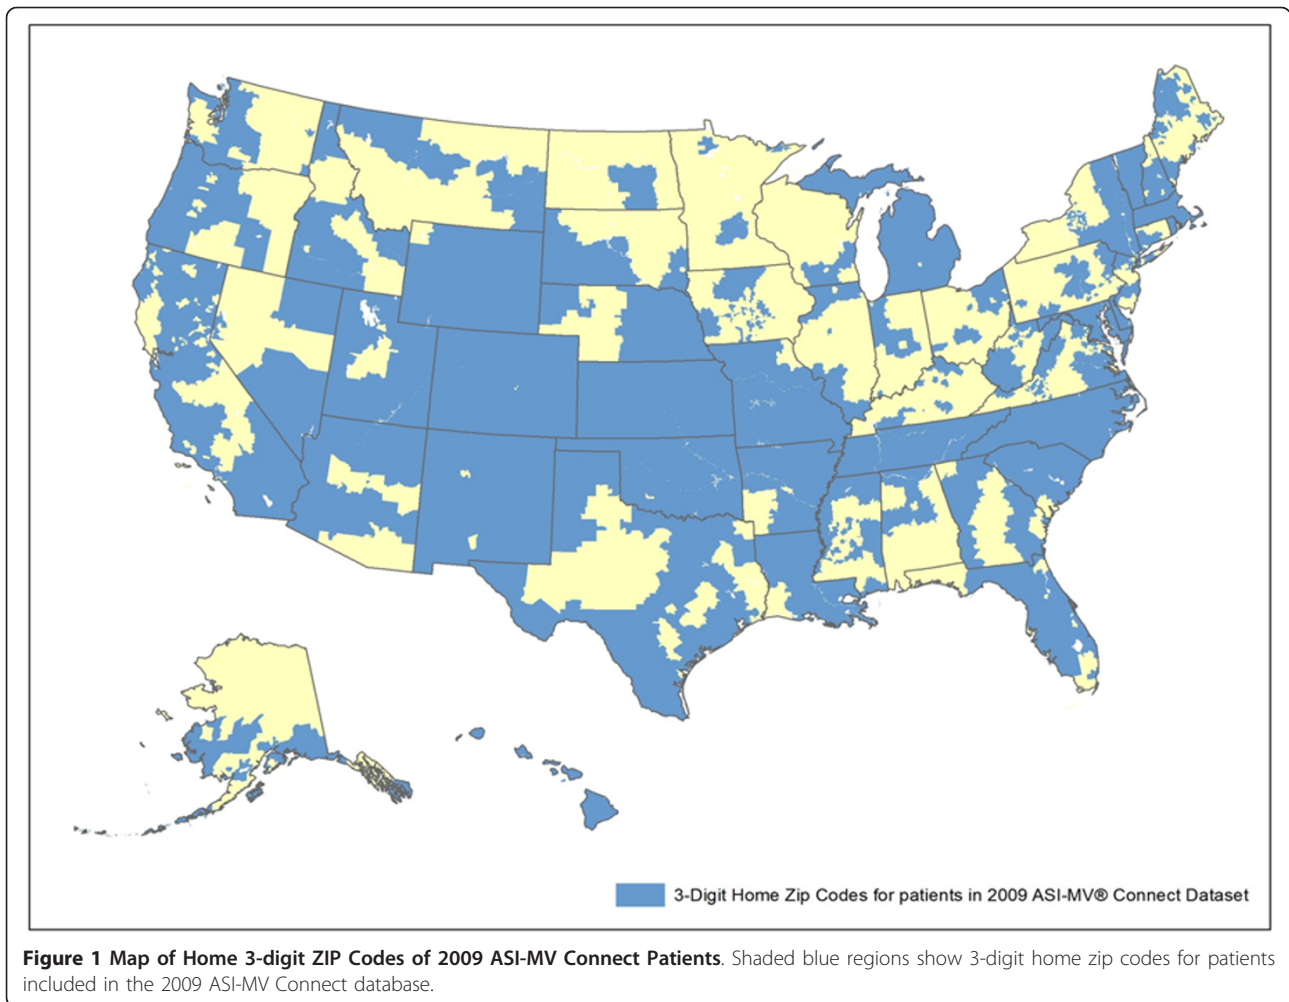 3-Digit Home Zip Codes for patients in 2009 ASI-MV® Connect Dataset
Figure 1 Map of Home 3-digit ZIP Codes of 2009 ASI-MV Connect Patients. Shaded blue regions show 3-digit home zip codes for patients
included in the 2009 ASI-MV Connect database.